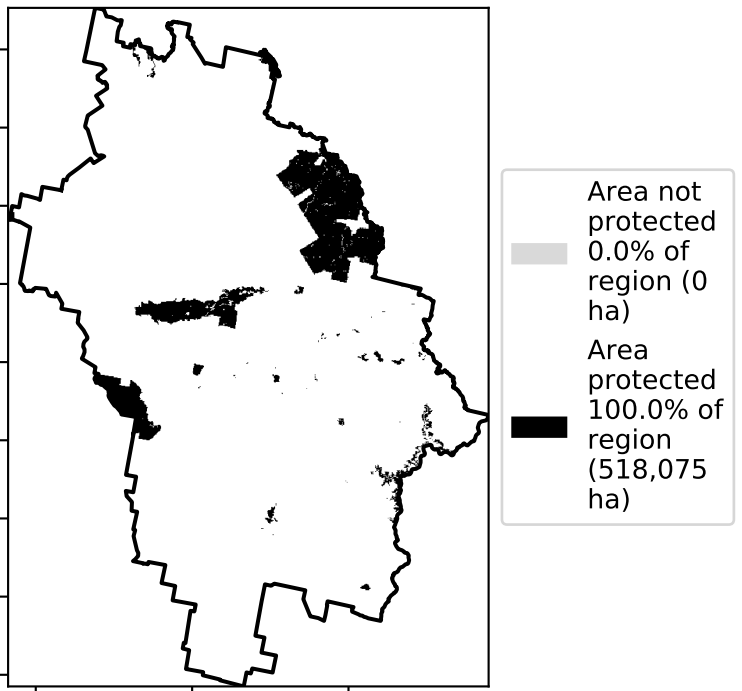 Area not
protected
0.0% of
region (0
ha)
Area
protected
100.0% of
region
(518,075
ha)